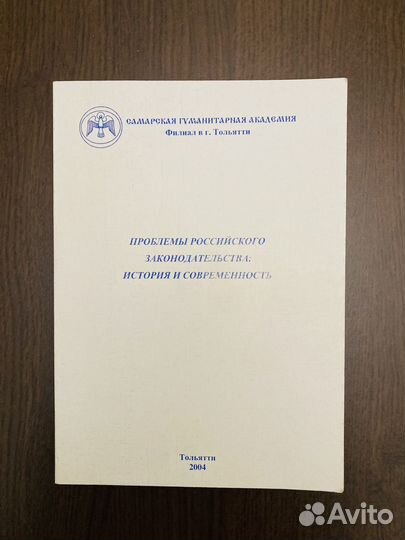 САМАРСКАЯ ГУМАНИТАРНАЯ АКАДЕМИЯ
Филиал в г. Тольятти
ПРОБЛЕМЫ РОССИЙСКОГО
ЗАКОНОДАТЕЛЬСТВА:
ИСТОРИЯ И СОВРЕМЕННОСТЬ
Тольятти
2004
Avito